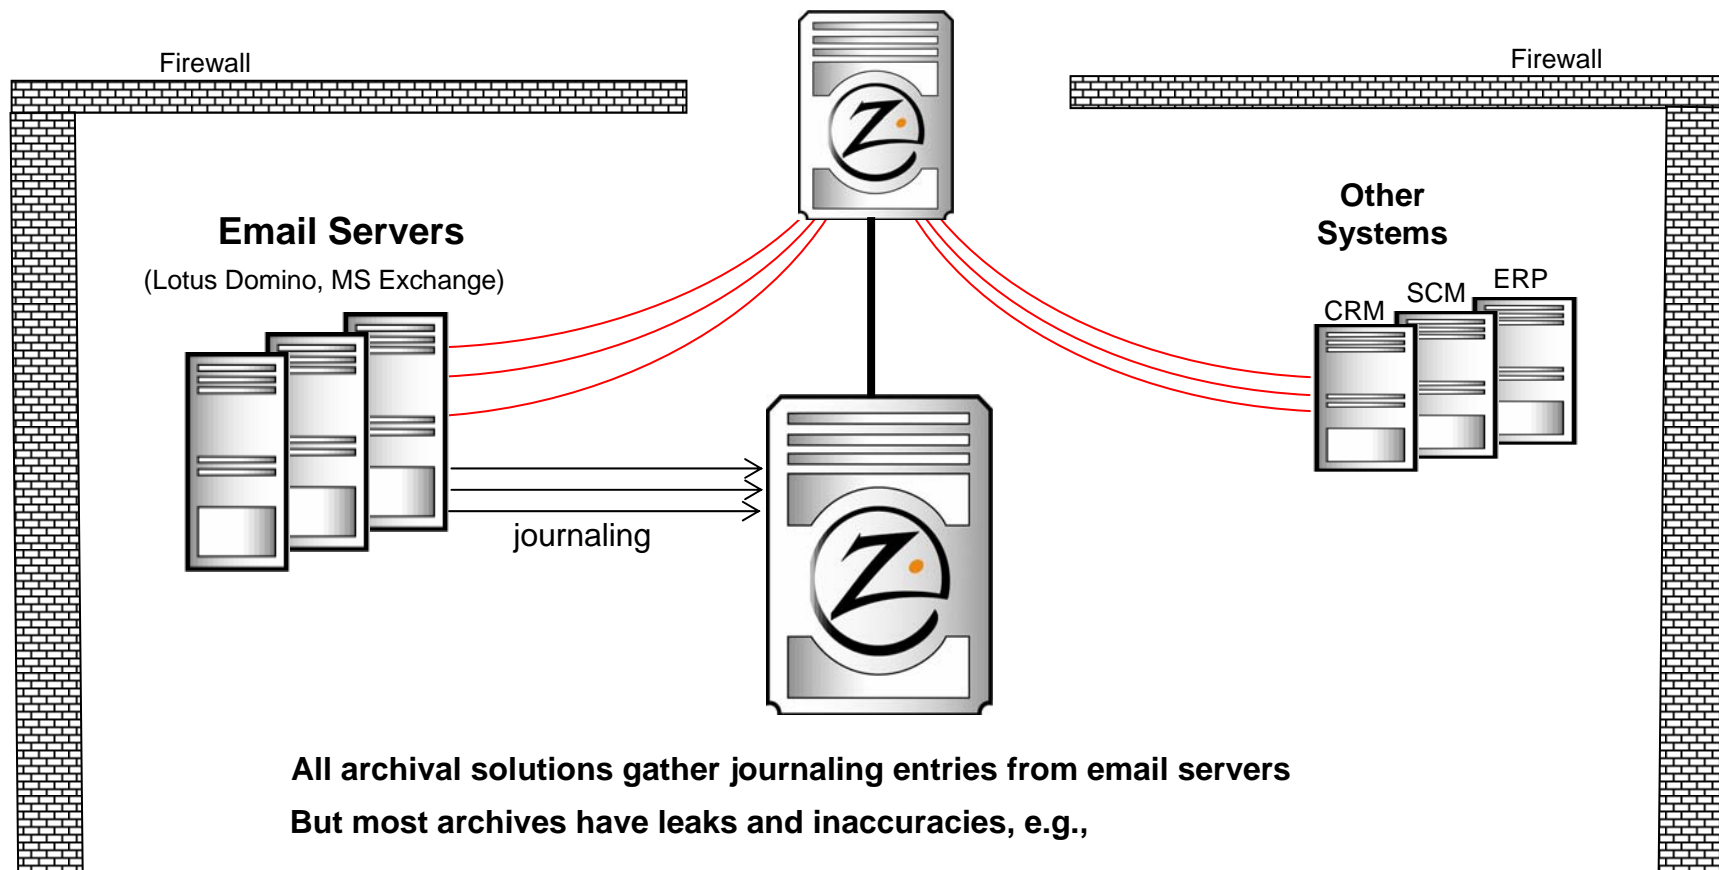 Firewall
Firewall
Email Servers
(Lotus Domino, MS Exchange)
Other
Systems
CRM
SCM
ERP
journaling
Z
Z
All archival solutions gather journaling entries from email servers
But most archives have leaks and inaccuracies, e.g.,